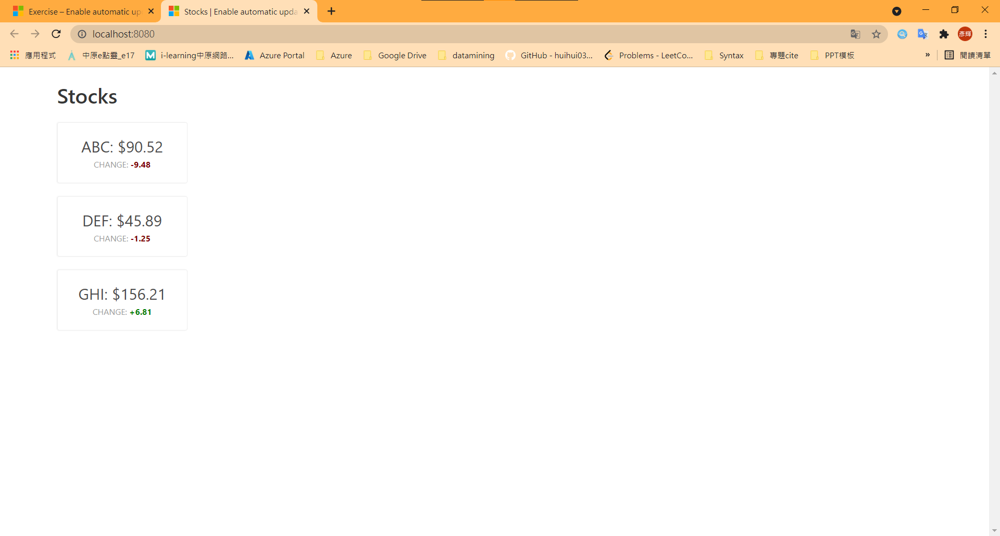 Exercise – Enable automatic up
Stocks | Enable automatic upda
localhost:8080
彥輝
應用程式
中原e點靈_e17
i-learning中原網路...
Azure Portal
Azure
Google Drive
datamining
GitHub - huihui03...
Problems - LeetCo...
Syntax
專題cite
PPT模板
»
閱讀清單
Stocks
ABC: $90.52
CHANGE: -9.48
DEF: $45.89
CHANGE: -1.25
GHI: $156.21
CHANGE: +6.81